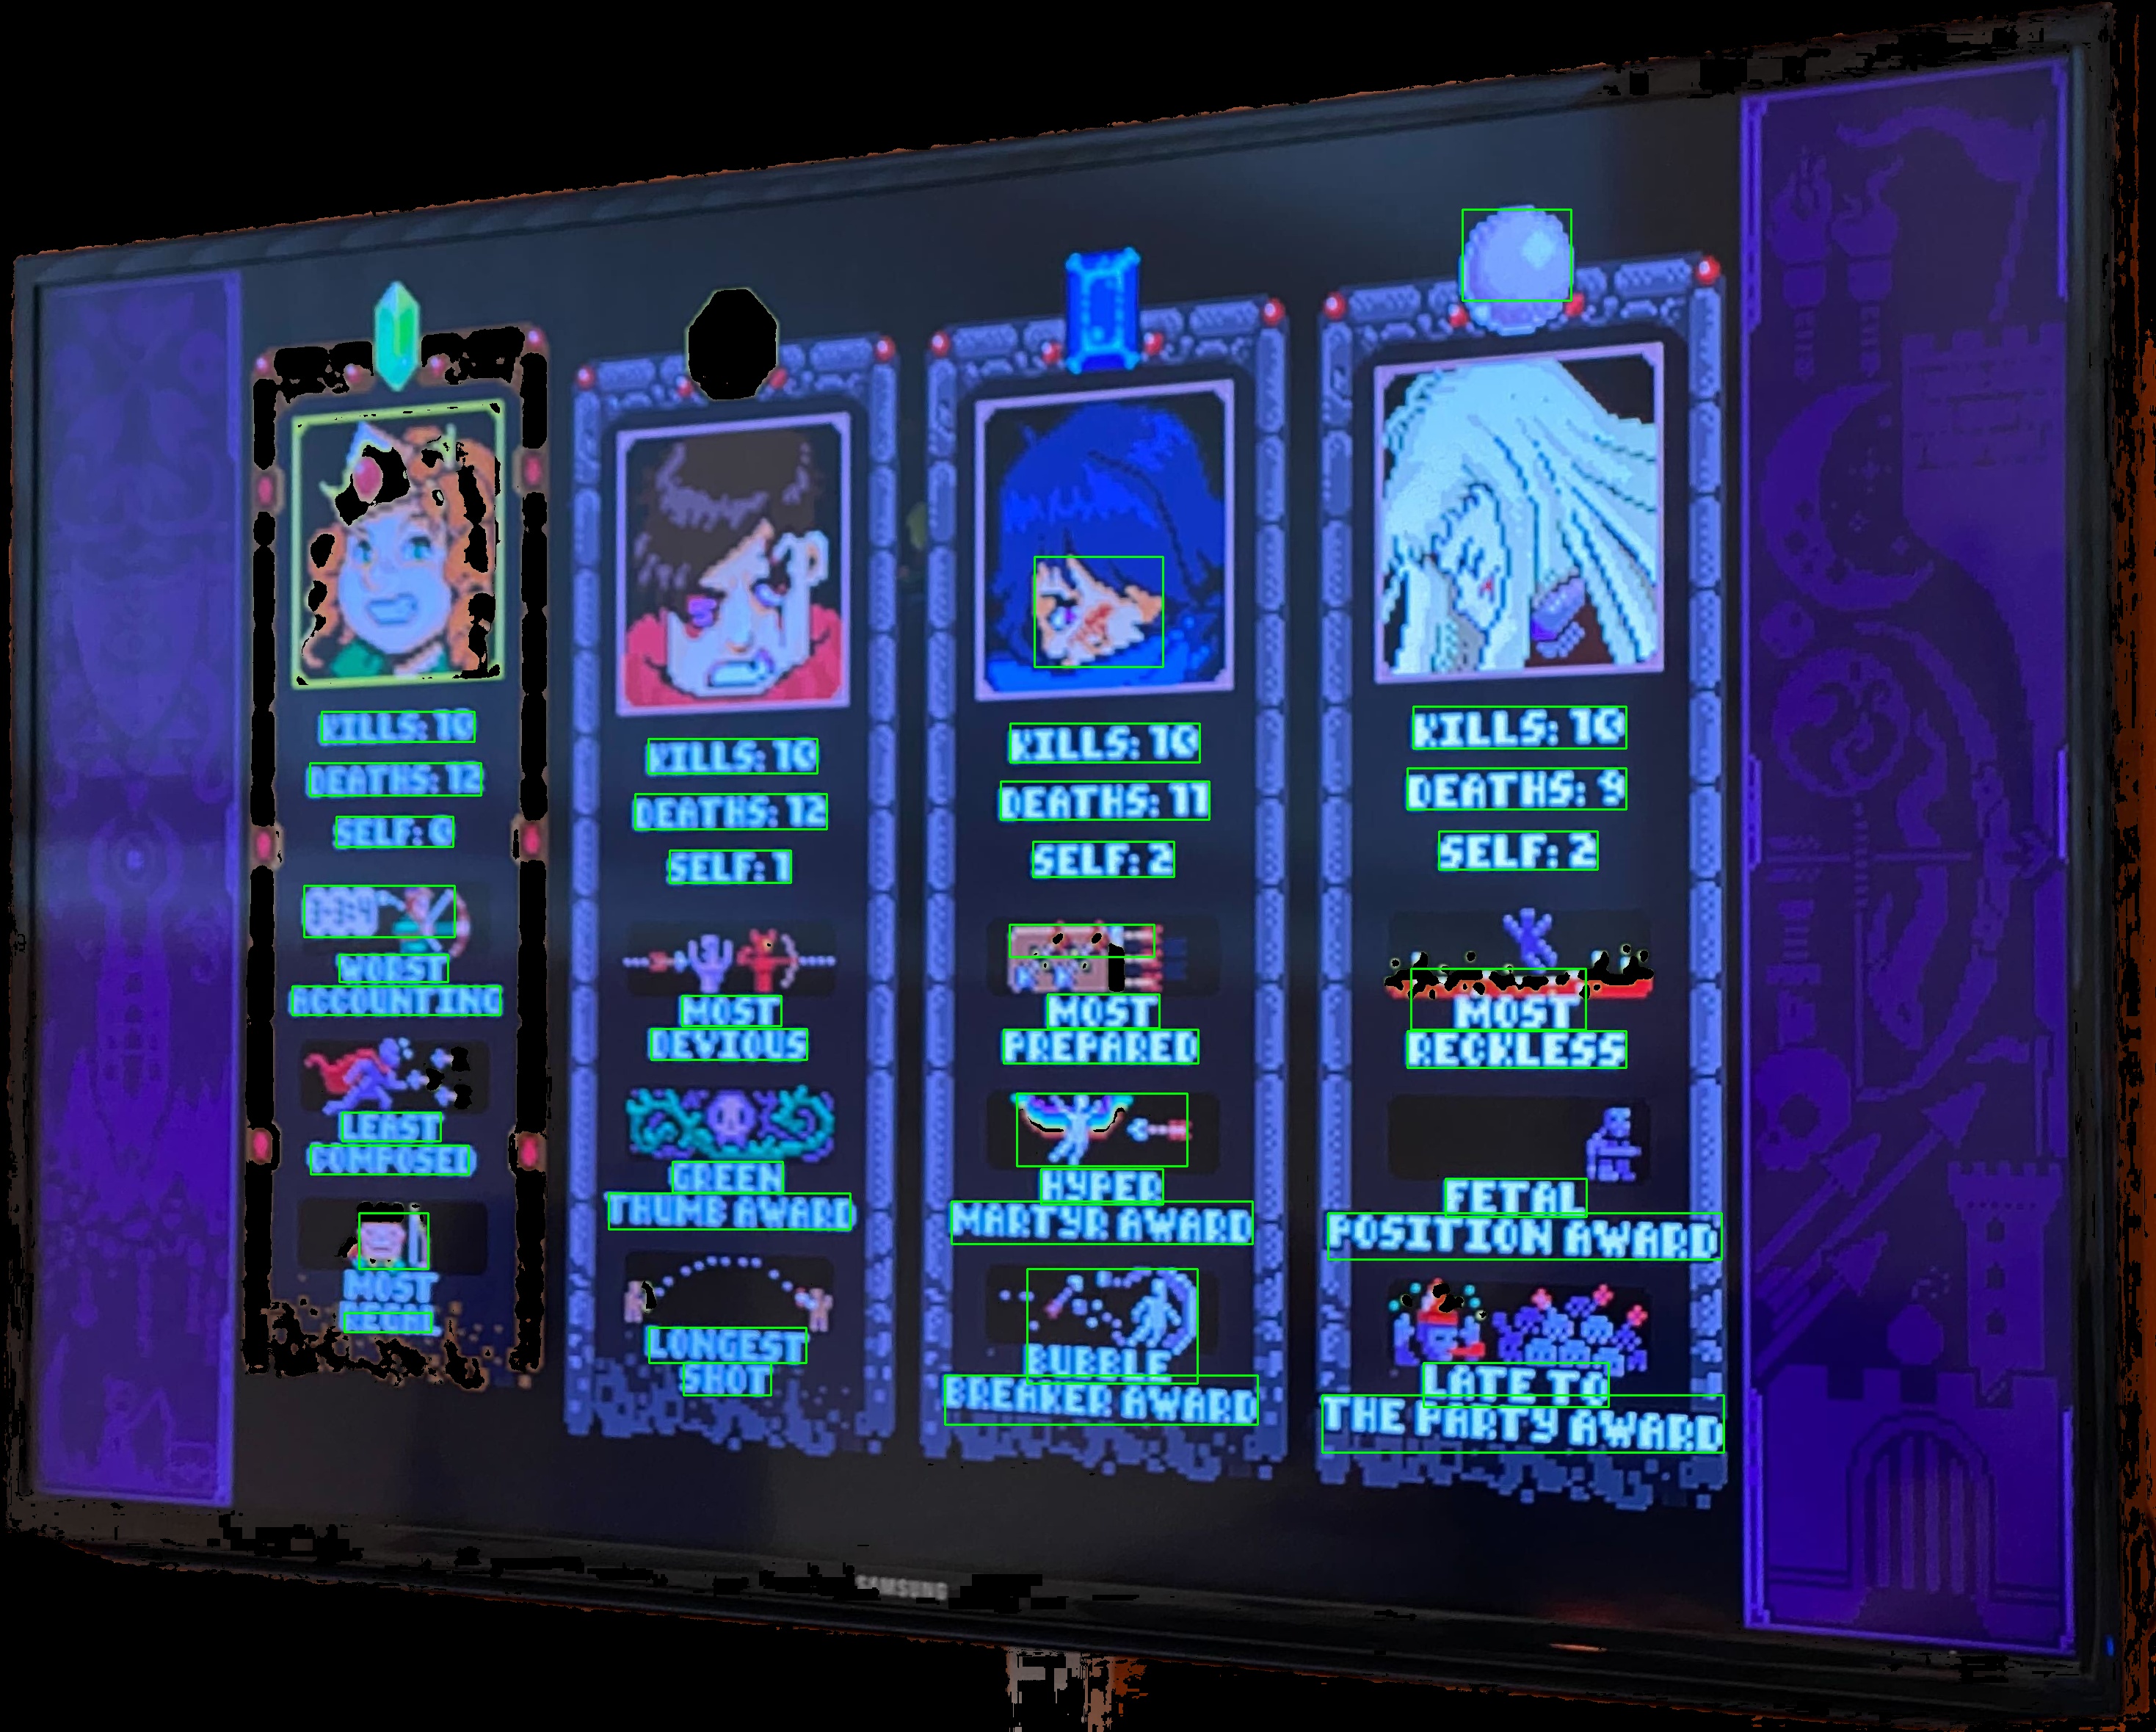 KILLS: 10
DEATHS: 12
SELF: 0
WORST
ACCOUNTING
LEAST
COMPOSED
MOST
REGAL
KILLS: 10
DEATHS: 12
SELF: 1
MOST
DEVIOUS
GREEN
THUMB AWARD
LONGEST
SHOT
KILLS: 10
DEATHS: 11
SELF: 2
MOST
PREPARED
HYPER
MARTYR AWARD
BUBBLE
BREAKER AWARD
KILLS: 10
DEATHS: 9
SELF: 2
MOST
RECKLESS
FETAL
POSITION AWARD
LATE TO
THE PARTY AWARD
SAMSUNG